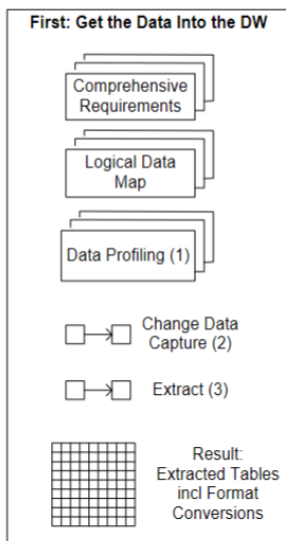 First: Get the Data Into the DW
Comprehensive
Requirements
Logical Data
Map
Data Profiling (1)
Change Data
Capture (2)
Extract (3)
Result:
Extracted Tables
incl Format
Conversions